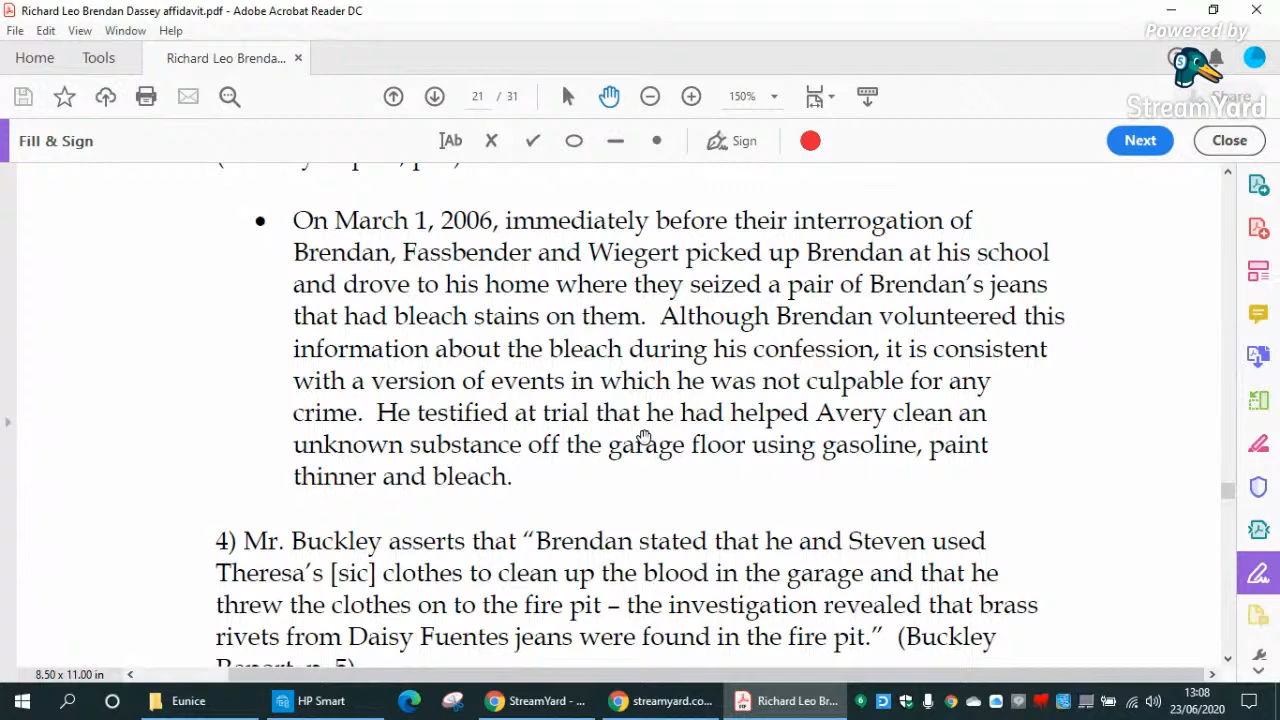 Richard Leo Brendan Dassey affidavit.pdf - Adobe Acrobat Reader DC
Powered by
File Edit View Window Help
Home Tools Richard Leo Brenda... ×
StreamYard
Share
21 / 31 150%
Fill & Sign Ab Sign Next Close
On March 1, 2006, immediately before their interrogation of
Brendan, Fassbender and Wiegert picked up Brendan at his school
and drove to his home where they seized a pair of Brendan's jeans
that had bleach stains on them. Although Brendan volunteered this
information about the bleach during his confession, it is consistent
with a version of events in which he was not culpable for any
crime. He testified at trial that he had helped Avery clean an
unknown substance off the garage floor using gasoline, paint
thinner and bleach.
4) Mr. Buckley asserts that “Brendan stated that he and Steven used
Theresa's [sic] clothes to clean up the blood in the garage and that he
threw the clothes on to the fire pit – the investigation revealed that brass
rivets from Daisy Fuentes jeans were found in the fire pit.” (Buckley
Report, p. 5)
8.50 x 11.00 in
Eunice HP Smart StreamYard - ... streamyard.co... Richard Leo Br...
13:08
23/06/2020